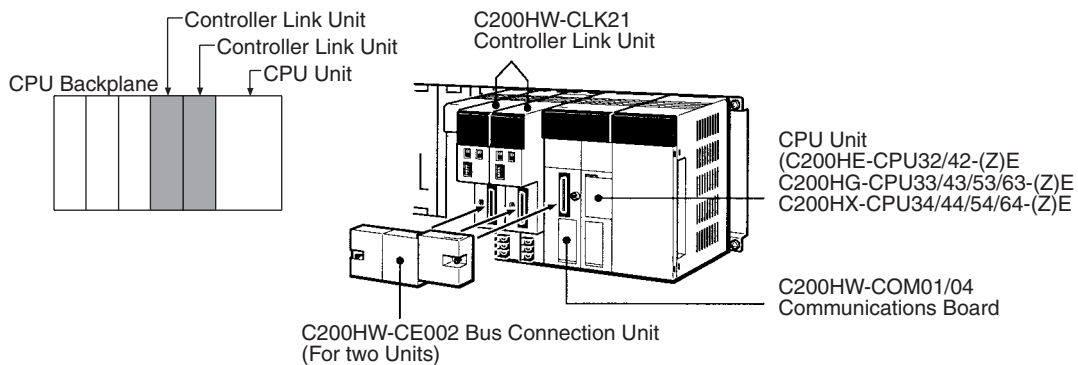 Controller Link Unit
Controller Link Unit
CPU Unit
CPU Backplane
C200HW-CLK21
Controller Link Unit
CPU Unit
(C200HE-CPU32/42-(Z)E
C200HG-CPU33/43/53/63-(Z)E
C200HX-CPU34/44/54/64-(Z)E
C200HW-COM01/04
Communications Board
C200HW-CE002 Bus Connection Unit
(For two Units)